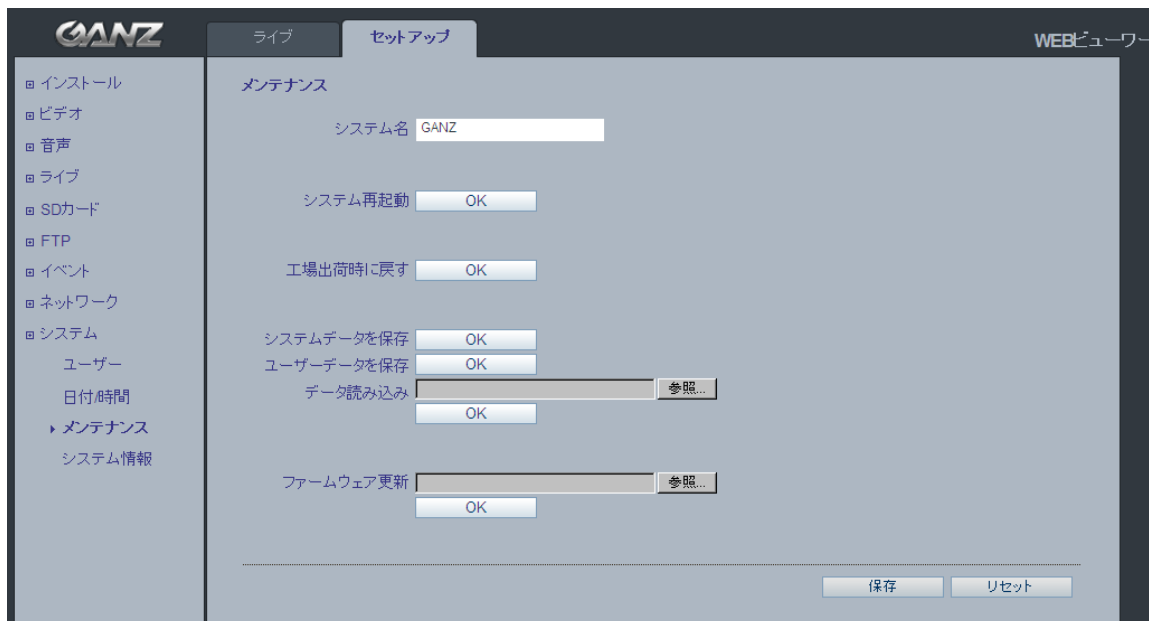 GANZ
ライブ
セットアップ
WEBビューワー
インストール
ビデオ
音声
ライブ
SDカード
FTP
イベント
ネットワーク
システム
ユーザー
日付/時間
メンテナンス
システム情報
メンテナンス
システム名 GANZ
システム再起動 OK
工場出荷時に戻す OK
システムデータを保存 OK
ユーザーデータを保存 OK
データ読み込み 参照...
OK
ファームウェア更新 参照...
OK
保存 リセット